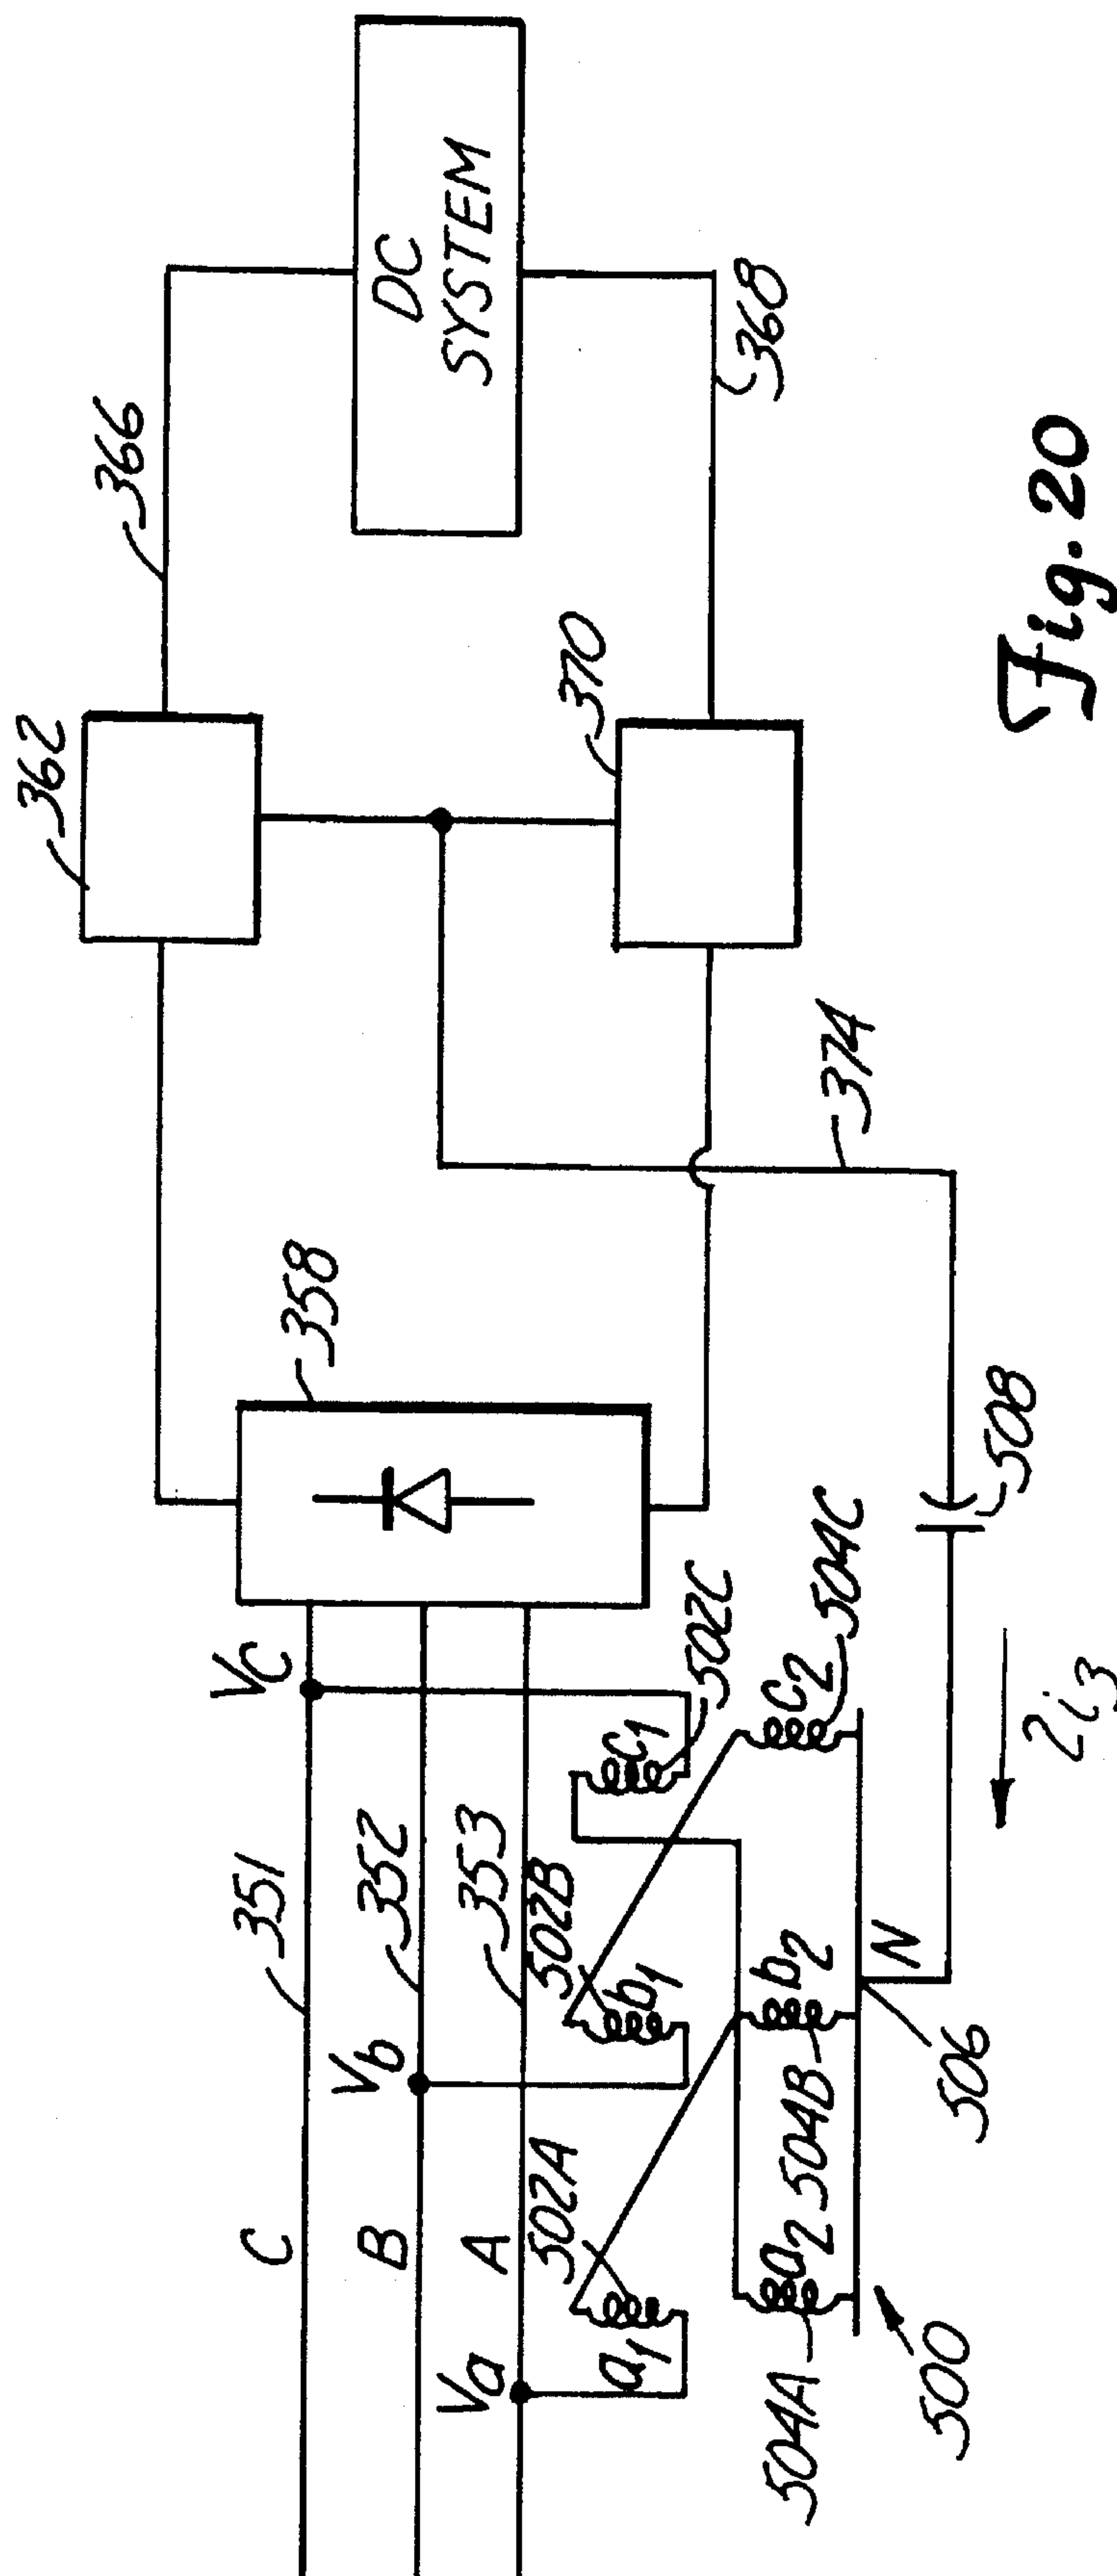 362
366
DC
SYSTEM
368
370
374
358
508
C
351
Vc
B
Vb
352
A
353
Va
502A
a1
502B
b1
502C
c1
504A
a2
504B
b2
504C
c2
N
506
500
2i3
Fig. 20